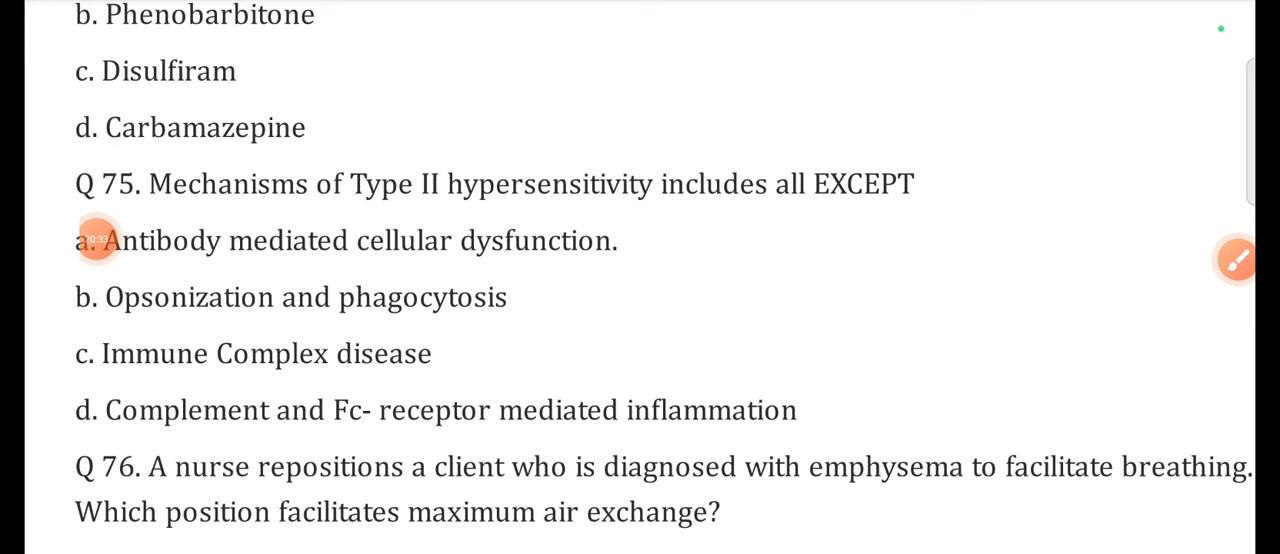 b. Phenobarbitone
c. Disulfiram
d. Carbamazepine
Q 75. Mechanisms of Type II hypersensitivity includes all EXCEPT
a. Antibody mediated cellular dysfunction.
20:33
b. Opsonization and phagocytosis
c. Immune Complex disease
d. Complement and Fc- receptor mediated inflammation
Q 76. A nurse repositions a client who is diagnosed with emphysema to facilitate breathing.
Which position facilitates maximum air exchange?